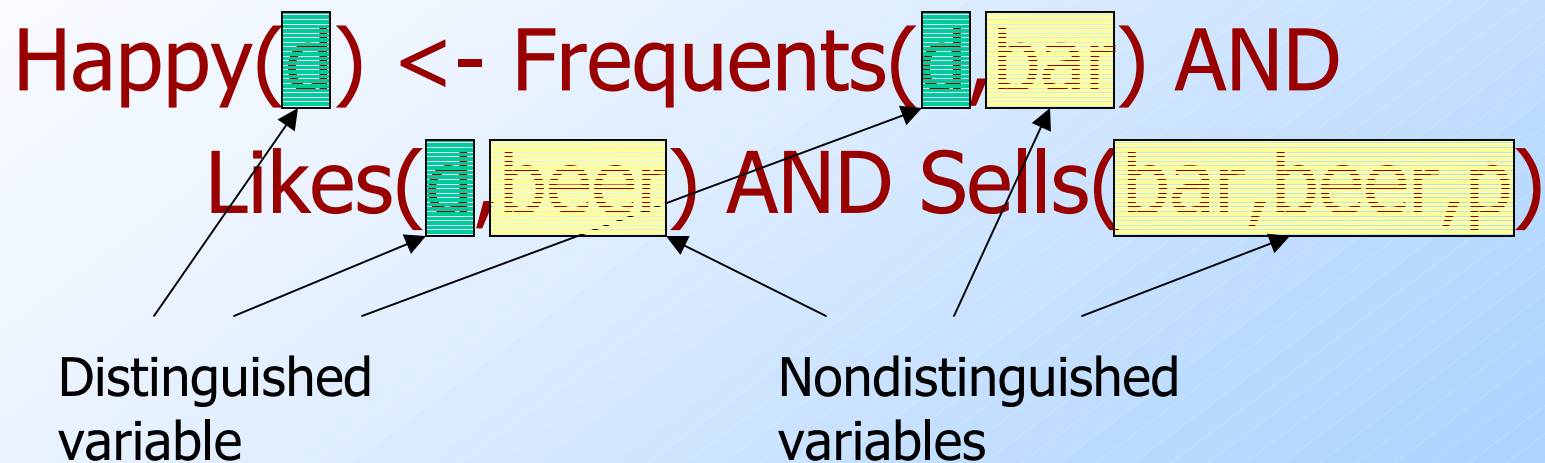 Happy(d) <- Frequents(d,bar) AND
Likes(d,beer) AND Sells(bar,beer,p)
Distinguished
variable
Nondistinguished
variables